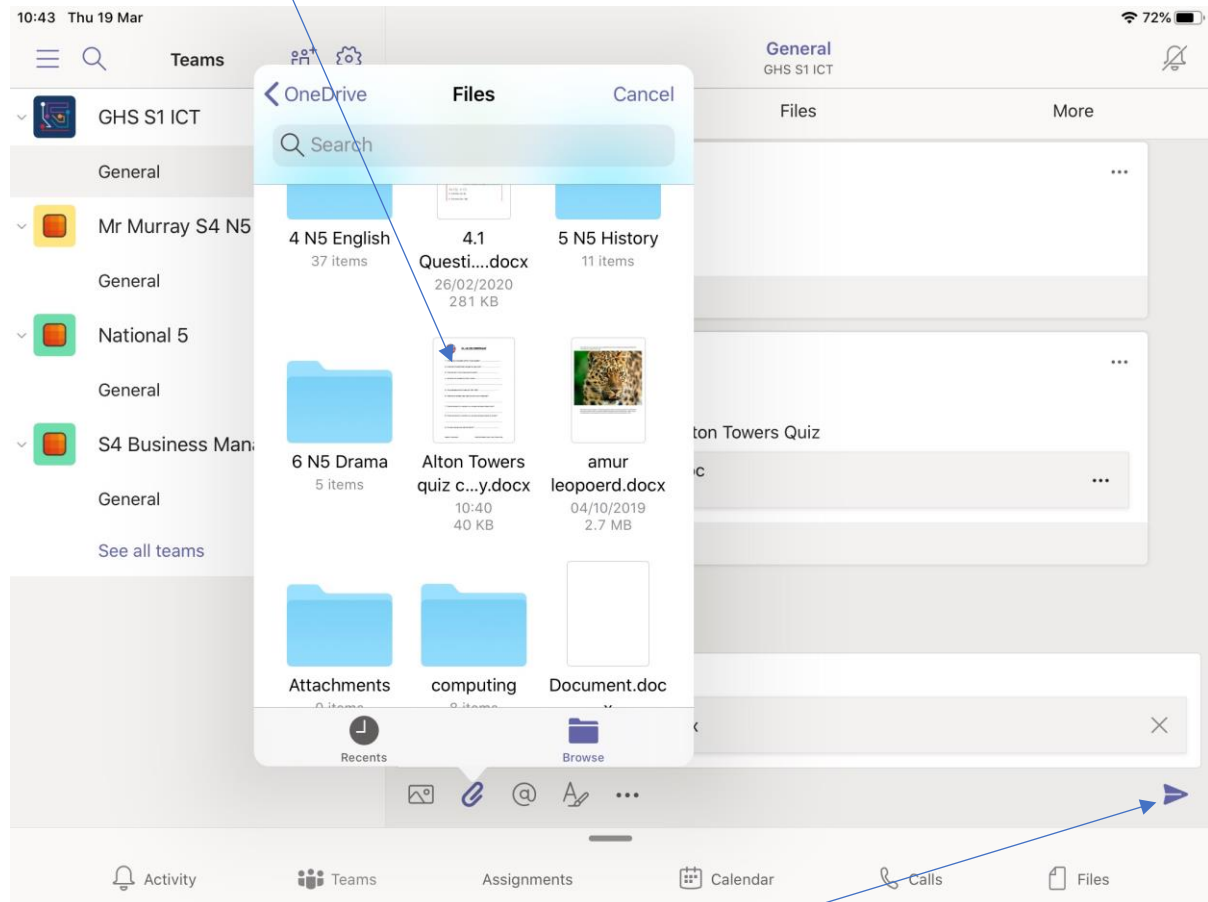 10:43 Thu 19 Mar
72%
Teams
General
GHS S1 ICT
OneDrive
Files
Cancel
Search
Files
More
GHS S1 ICT
General
Mr Murray S4 N5
General
National 5
General
S4 Business Mana
General
See all teams
4 N5 English
37 items
4.1
Questi....docx
26/02/2020
281 KB
5 N5 History
11 items
6 N5 Drama
5 items
Alton Towers
quiz c...y.docx
10:40
40 KB
amur
leopoerd.docx
04/10/2019
2.7 MB
ton Towers Quiz
Attachments
computing
Document.doc
Recents
Browse
Activity
Teams
Assignments
Calendar
Calls
Files